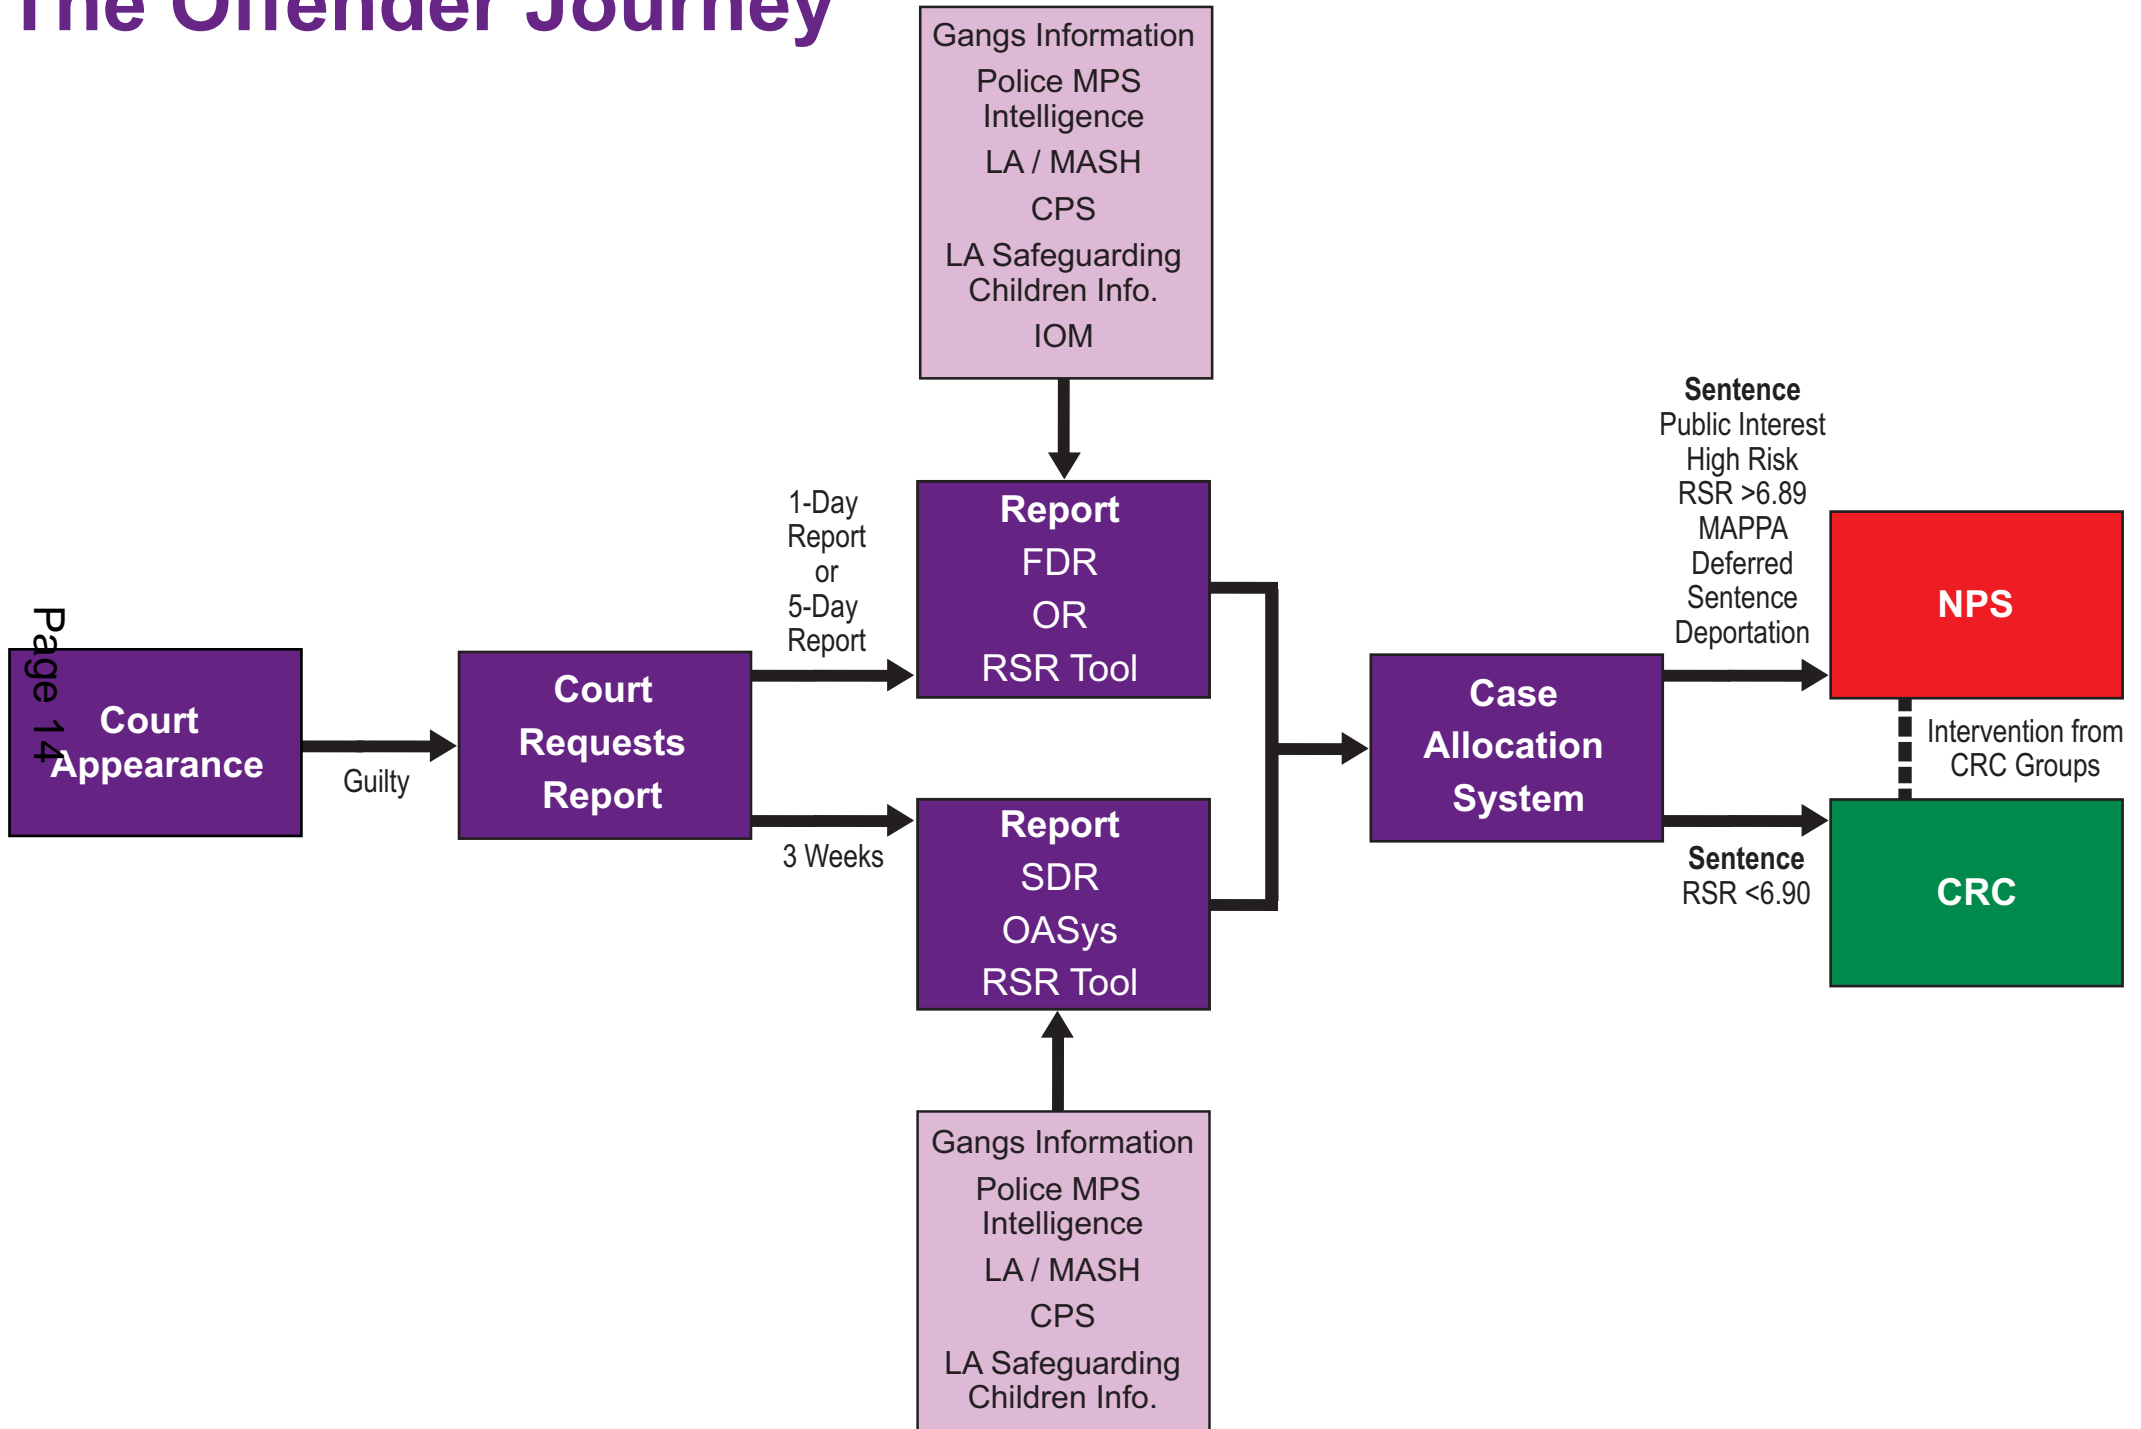 The Offender Journey
Gangs Information
Police MPS
Intelligence
LA / MASH
CPS
LA Safeguarding
Children Info.
IOM
Page 14
Court
Appearance
Guilty
Court
Requests
Report
1-Day
Report
or
5-Day
Report
3 Weeks
Report
FDR
OR
RSR Tool
Report
SDR
OASys
RSR Tool
Gangs Information
Police MPS
Intelligence
LA / MASH
CPS
LA Safeguarding
Children Info.
Case
Allocation
System
Sentence
Public Interest
High Risk
RSR >6.89
MAPPA
Deferred
Sentence
Deportation
NPS
Intervention from
CRC Groups
Sentence
RSR <6.90
CRC